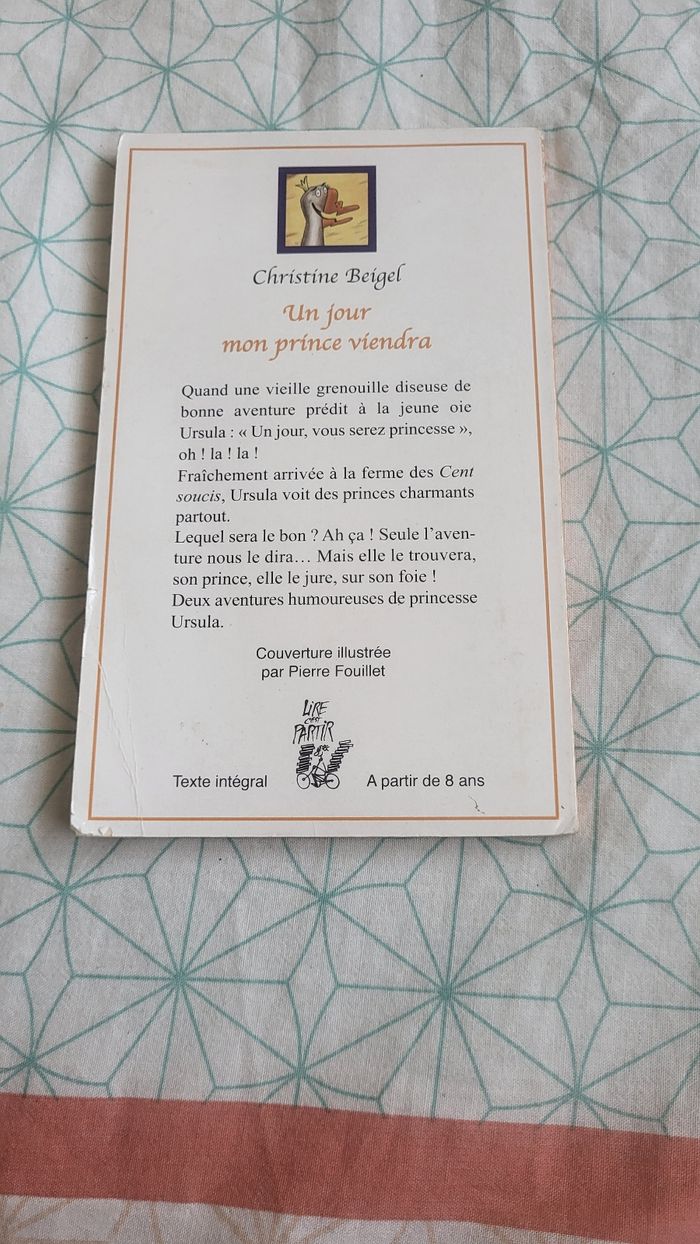 Christine Beigel
Un jour
mon prince viendra
Quand une vieille grenouille diseuse de
bonne aventure prédit à la jeune oie
Ursula : « Un jour, vous serez princesse »,
oh ! la ! la !
Fraîchement arrivée à la ferme des Cent
soucis, Ursula voit des princes charmants
partout.
Lequel sera le bon ? Ah ça ! Seule l'aven-
ture nous le dira… Mais elle le trouvera,
son prince, elle le jure, sur son foie !
Deux aventures humoureuses de princesse
Ursula.
Couverture illustrée
par Pierre Fouillet
LIRE
c'est
PARTIR
Texte intégral
A partir de 8 ans